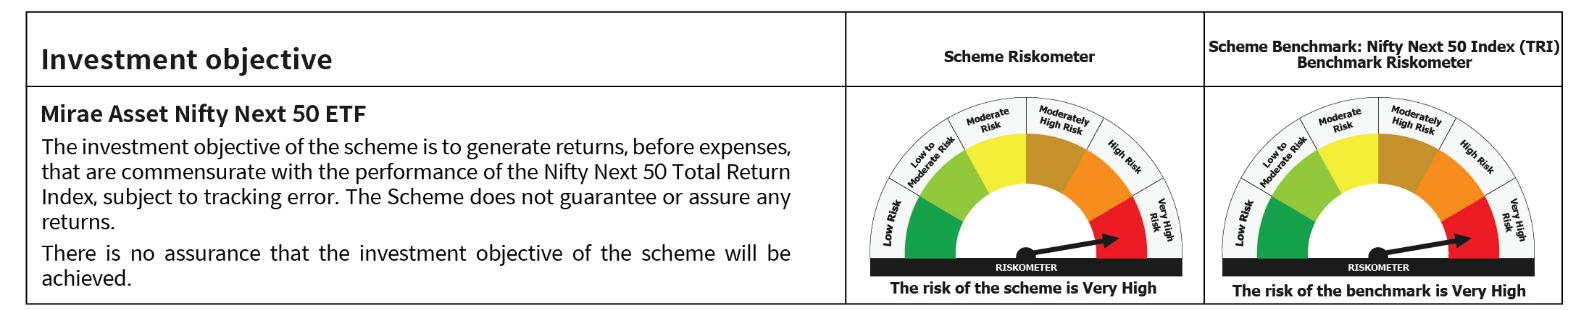 Investment objective
Scheme Riskometer
Scheme Benchmark: Nifty Next 50 Index (TRI)
Benchmark Riskometer
Mirae Asset Nifty Next 50 ETF
The investment objective of the scheme is to generate returns, before expenses,
that are commensurate with the performance of the Nifty Next 50 Total Return
Index, subject to tracking error. The Scheme does not guarantee or assure any
returns.
There is no assurance that the investment objective of the scheme will be
achieved.
Low Risk
Low to
Moderate Risk
Moderate
Risk
Moderately
High Risk
High Risk
Very High
Risk
RISKOMETER
The risk of the scheme is Very High
Low Risk
Low to
Moderate Risk
Moderate
Risk
Moderately
High Risk
High Risk
Very High
Risk
RISKOMETER
The risk of the benchmark is Very High